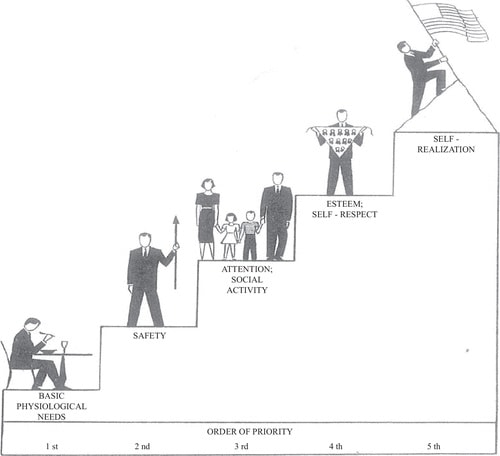 SELF -
REALIZATION
ESTEEM;
SELF - RESPECT
ATTENTION;
SOCIAL
ACTIVITY
SAFETY
BASIC
PHYSIOLOGICAL
NEEDS
ORDER OF PRIORITY
1 st 2 nd 3 rd 4 th 5 th